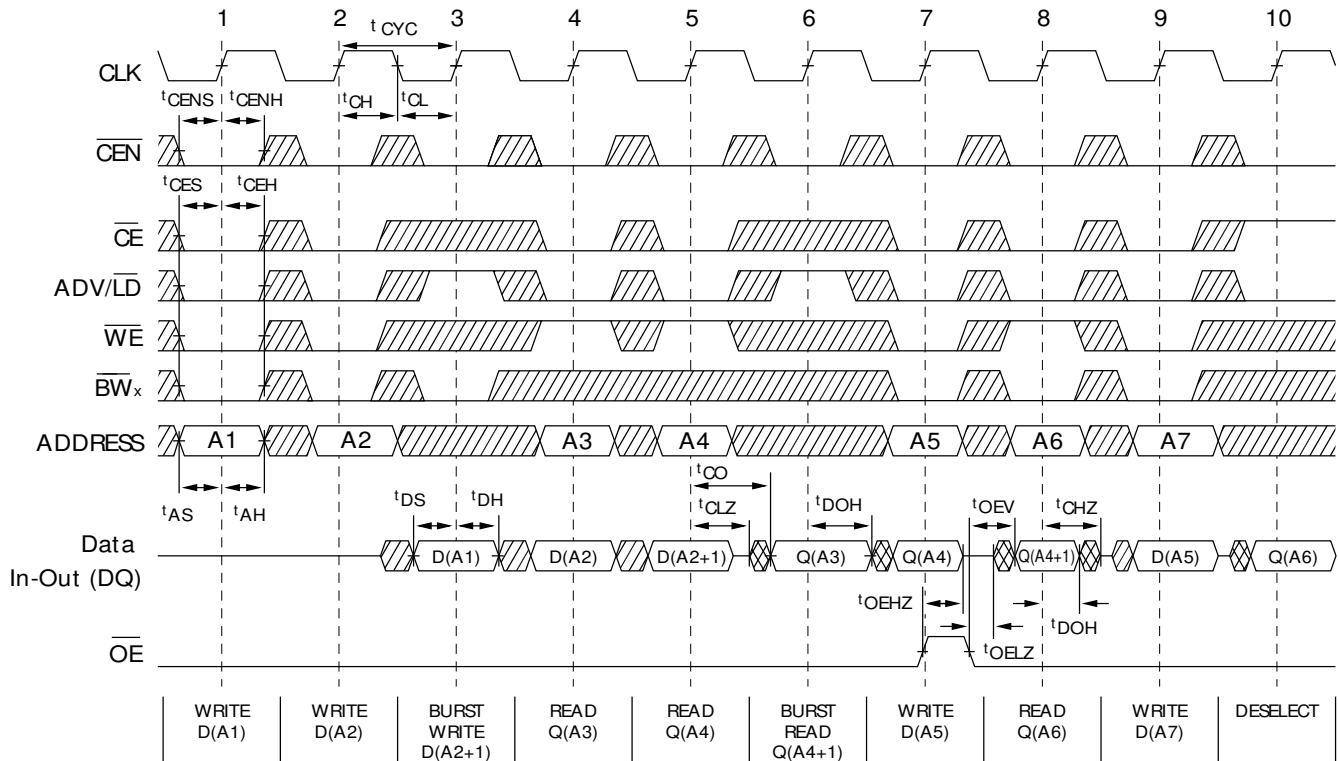 1 2 3 4 5 6 7 8 9 10
t CYC
CLK
tCENS tCENH tCH tCL
CEN
tCES tCEH
CE
ADV/LD
WE
BWx
ADDRESS A1 A2 A3 A4 A5 A6 A7
tCO
tAS tAH tDS tDH tCLZ tDOH tOEV tCHZ
Data
In-Out (DQ)
D(A1) D(A2) D(A2+1) Q(A3) Q(A4) Q(A4+1) D(A5) Q(A6)
tOEHZ tDOH
tOELZ
OE
WRITE
D(A1)
WRITE
D(A2)
BURST
WRITE
D(A2+1)
READ
Q(A3)
READ
Q(A4)
BURST
READ
Q(A4+1)
WRITE
D(A5)
READ
Q(A6)
WRITE
D(A7)
DESELECT